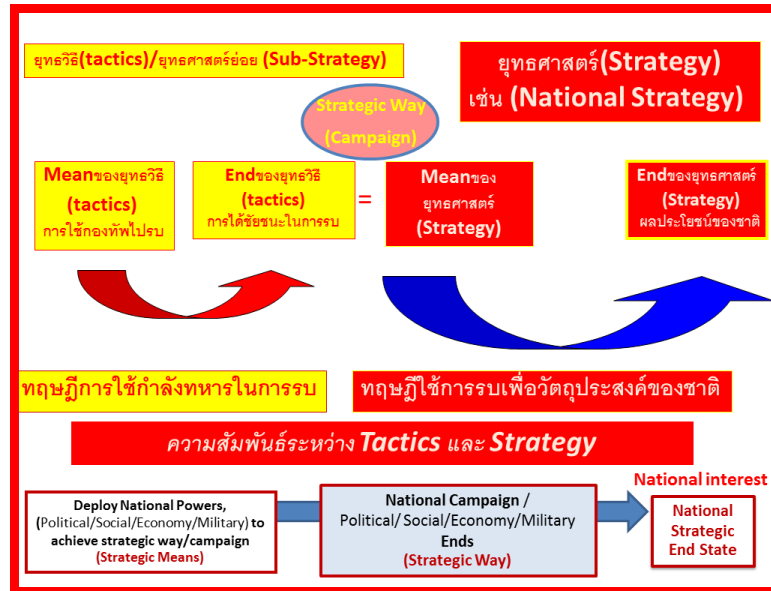 ยุทธวิธี(tactics)/ยุทธศาสตร์ย่อย (Sub-Strategy)
ยุทธศาสตร์(Strategy)
เช่น (National Strategy)
Strategic Way
(Campaign)
Meanของยุทธวิธี
(tactics)
การใช้กองทัพไปรบ
Endของยุทธวิธี
(tactics)
การได้ชัยชนะในการรบ
=
Meanของ
ยุทธศาสตร์
(Strategy)
Endของยุทธศาสตร์
(Strategy)
ผลประโยชน์ของชาติ
ทฤษฎีการใช้กำลังทหารในการรบ
ทฤษฎีใช้การรบเพื่อวัตถุประสงค์ของชาติ
ความสัมพันธ์ระหว่าง Tactics และ Strategy
National interest
Deploy National Powers,
(Political/Social/Economy/Military) to
achieve strategic way/campaign
(Strategic Means)
National Campaign /
Political/ Social/Economy/Military
Ends
(Strategic Way)
National
Strategic
End State